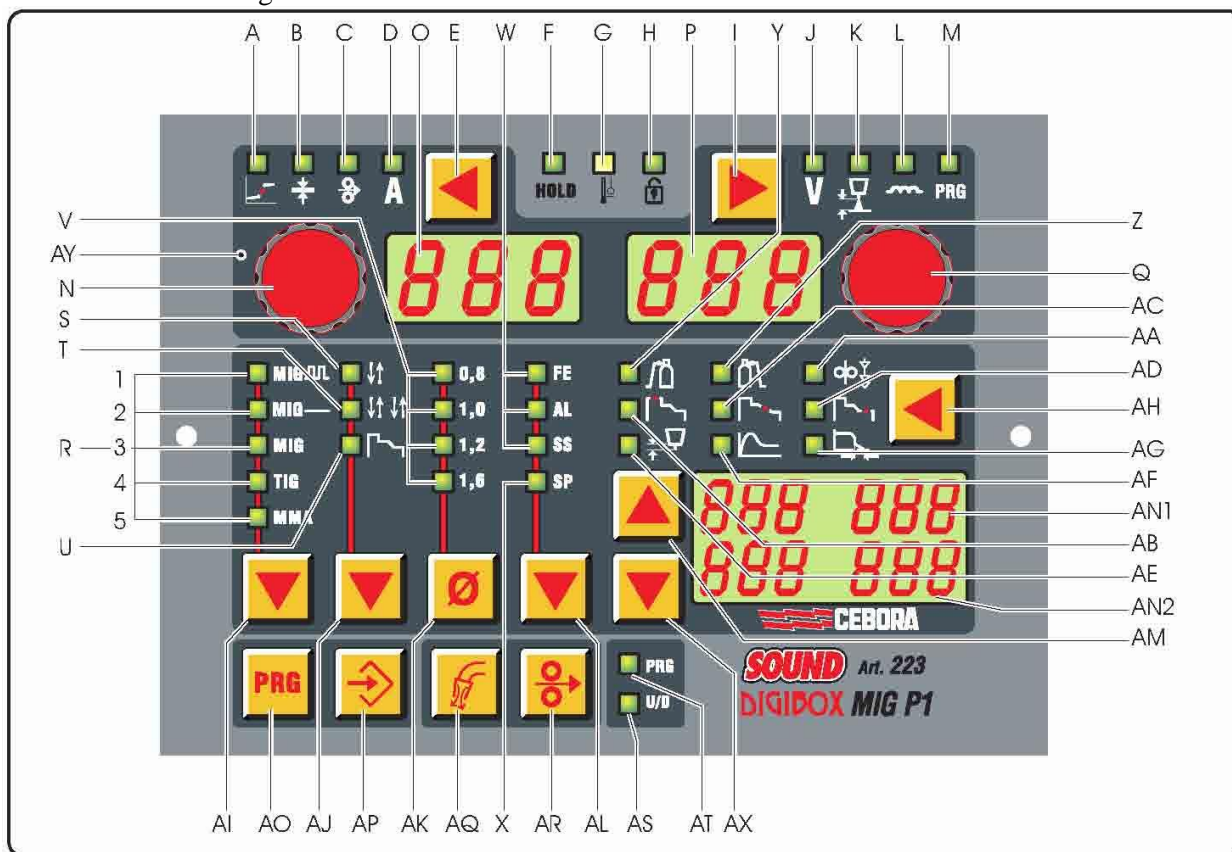 A B C D O E W F G H P I Y J K L M
A HOLD V PRG
888 888
V
AY
N
S
T
Z
Q
AC
AA
AD
AH
AG
AF
AN1
AB
AE
AN2
AM
1 MIG 0,8 FE
2 MIG 1,0 AL
R 3 MIG 1,2 SS
4 TIG 1,6 SP
5 MMA
U
888 888
888 888
Ø
CEBORA
PRG
PRG
U/D
SOUND Art. 223
DIGIBOX MIG P1
AI AO AJ AP AK AQ X AR AL AS AT AX